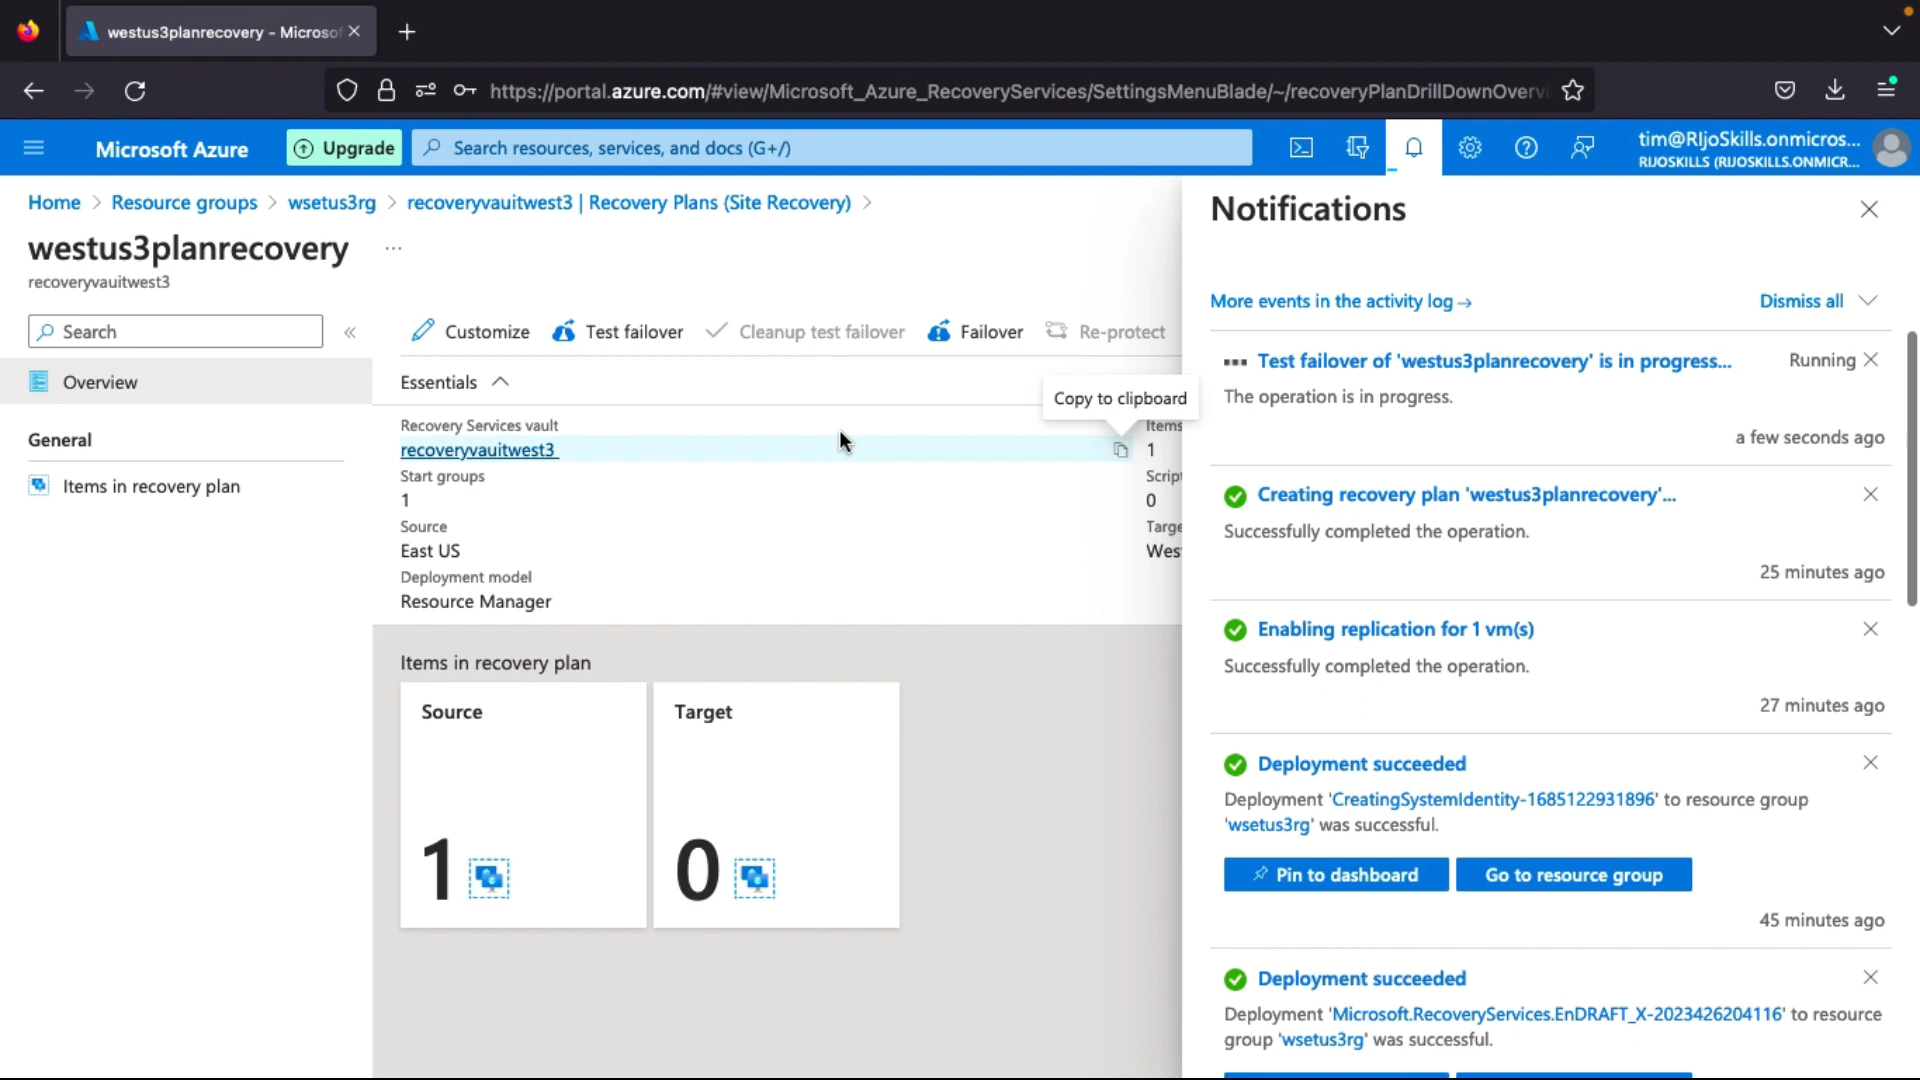 westus3planrecovery - Microsof
https://portal.azure.com/#view/Microsoft_Azure_RecoveryServices/SettingsMenuBlade/~/recoveryPlanDrillDownOvervi
Microsoft Azure
Upgrade
Search resources, services, and docs (G+/)
tim@RIjoSkills.onmicros...
RIJOSKILLS (RIJOSKILLS.ONMICR...
Home > Resource groups > wsetus3rg > recoveryvauitwest3 | Recovery Plans (Site Recovery) >
westus3planrecovery ...
recoveryvauitwest3
Search
Overview
General
Items in recovery plan
Customize
Test failover
Cleanup test failover
Failover
Re-protect
Essentials
Copy to clipboard
Recovery Services vault
recoveryvauitwest3
Start groups
1
Source
East US
Deployment model
Resource Manager
Items
1
Script
0
Targe
Wes
Items in recovery plan
Source
1
Target
0
Notifications
More events in the activity log →
Dismiss all
Test failover of 'westus3planrecovery' is in progress...
Running
The operation is in progress.
a few seconds ago
Creating recovery plan 'westus3planrecovery'...
Successfully completed the operation.
25 minutes ago
Enabling replication for 1 vm(s)
Successfully completed the operation.
27 minutes ago
Deployment succeeded
Deployment 'CreatingSystemIdentity-1685122931896' to resource group
'wsetus3rg' was successful.
Pin to dashboard
Go to resource group
45 minutes ago
Deployment succeeded
Deployment 'Microsoft.RecoveryServices.EnDRAFT_X-2023426204116' to resource
group 'wsetus3rg' was successful.